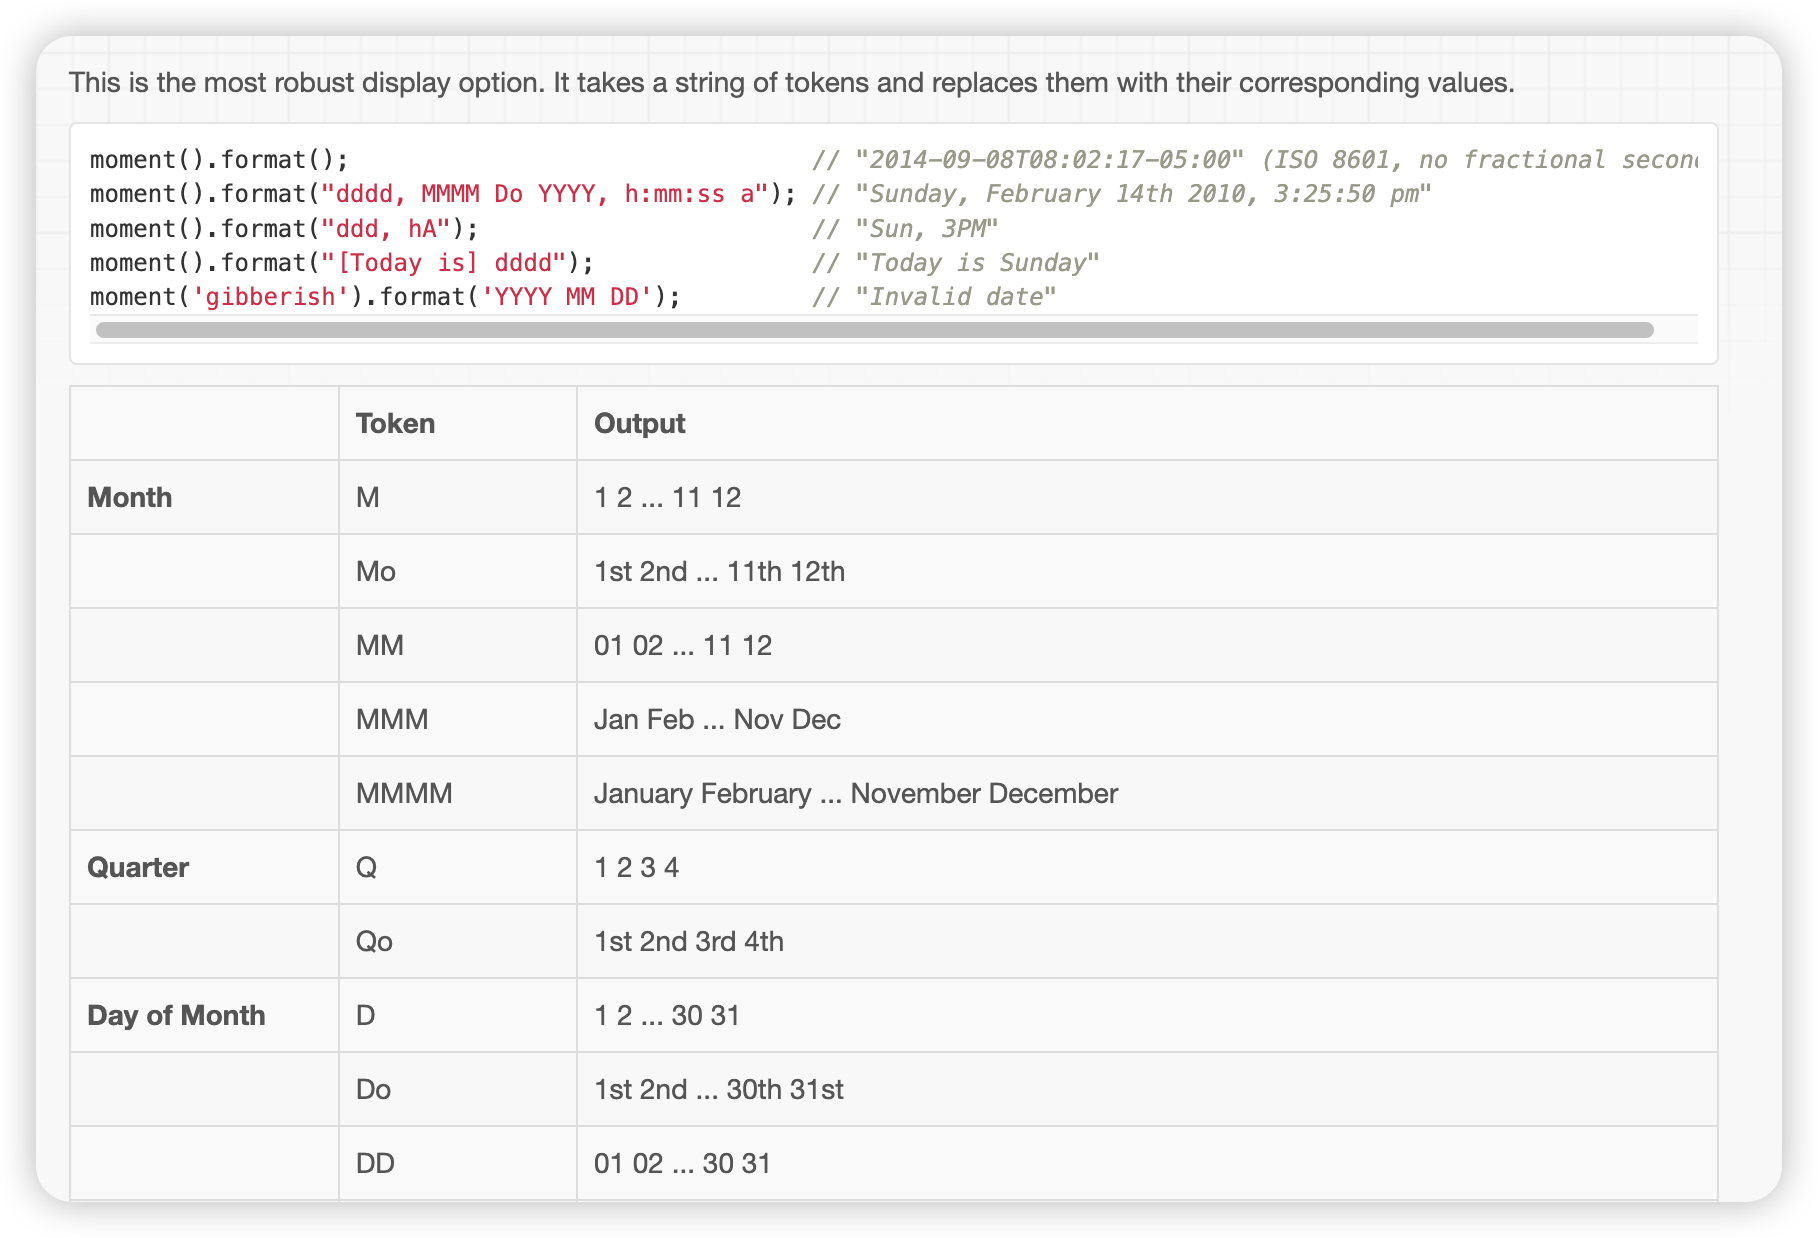 This is the most robust display option. It takes a string of tokens and replaces them with their corresponding values.
moment().format(); // "2014-09-08T08:02:17-05:00" (ISO 8601, no fractional
moment().format("dddd, MMMM Do YYYY, h:mm:ss a"); // "Sunday, February 14th 2010, 3:25:50 pm"
moment().format("ddd, hA"); // "Sun, 3PM"
moment().format("[Today is] dddd"); // "Today is Sunday"
moment('gibberish').format('YYYY MM DD'); // "Invalid date"
Token Output
Month M 1 2 ... 11 12
Mo 1st 2nd ... 11th 12th
MM 01 02 ... 11 12
MMM Jan Feb ... Nov Dec
MMMM January February ... November December
Quarter Q 1 2 3 4
Qo 1st 2nd 3rd 4th
Day of Month D 1 2 ... 30 31
Do 1st 2nd ... 30th 31st
DD 01 02 ... 30 31